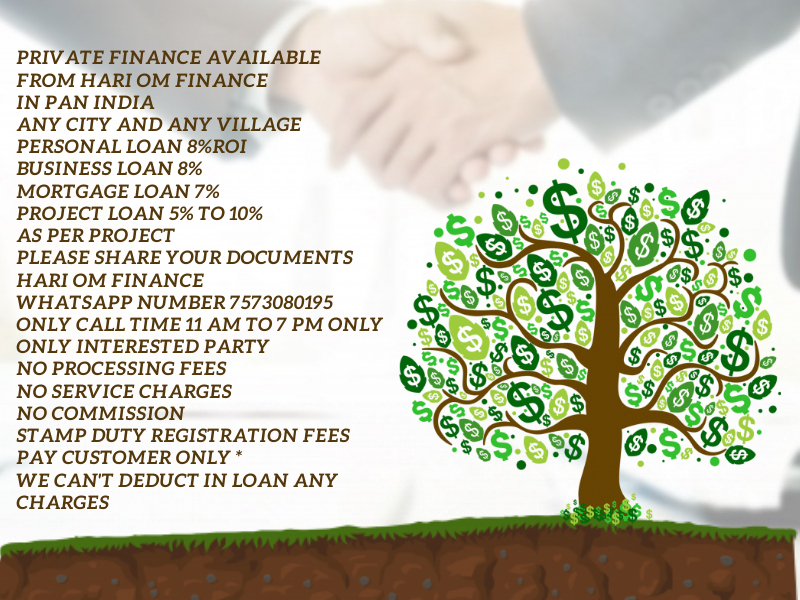 PRIVATE FINANCE AVAILABLE
FROM HARI OM FINANCE
IN PAN INDIA
ANY CITY AND ANY VILLAGE
PERSONAL LOAN 8%ROI
BUSINESS LOAN 8%
MORTGAGE LOAN 7%
PROJECT LOAN 5% TO 10%
AS PER PROJECT
PLEASE SHARE YOUR DOCUMENTS
HARI OM FINANCE
WHATSAPP NUMBER 7573080195
ONLY CALL TIME 11 AM TO 7 PM ONLY
ONLY INTERESTED PARTY
NO PROCESSING FEES
NO SERVICE CHARGES
NO COMMISSION
STAMP DUTY REGISTRATION FEES
PAY CUSTOMER ONLY *
WE CAN'T DEDUCT IN LOAN ANY
CHARGES